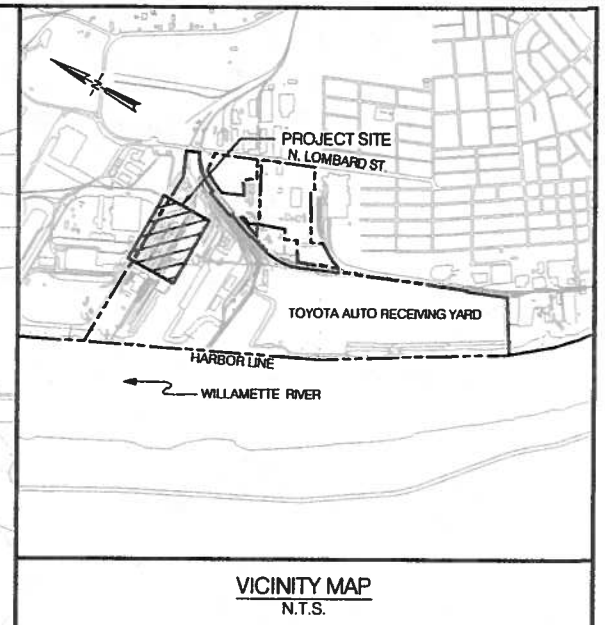 N
PROJECT SITE
N. LOMBARD ST.
TOYOTA AUTO RECEIVING YARD
HARBOR LINE
WILLAMETTE RIVER
VICINITY MAP
N.T.S.